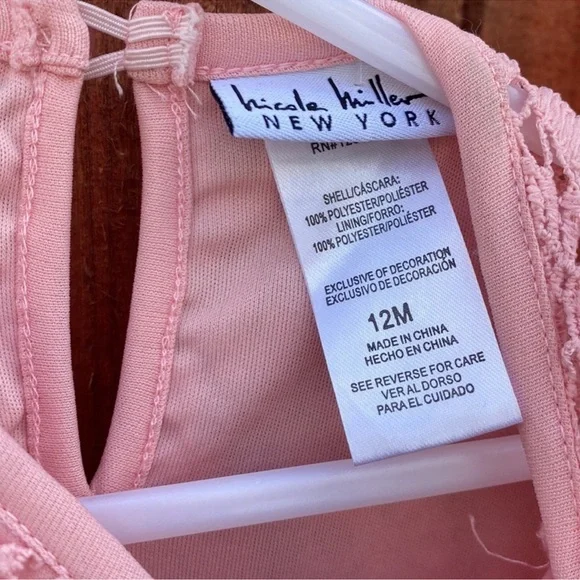 nicole miller
NEW YORK
SHELL/CÁSCARA:
100% POLYESTER/POLIÉSTER
LINING/FORRO:
100% POLYESTER/POLIÉSTER
EXCLUSIVE OF DECORATION
EXCLUSIVO DE DECORACIÓN
12M
MADE IN CHINA
HECHO EN CHINA
SEE REVERSE FOR CARE
VER AL DORSO
PARA EL CUIDADO